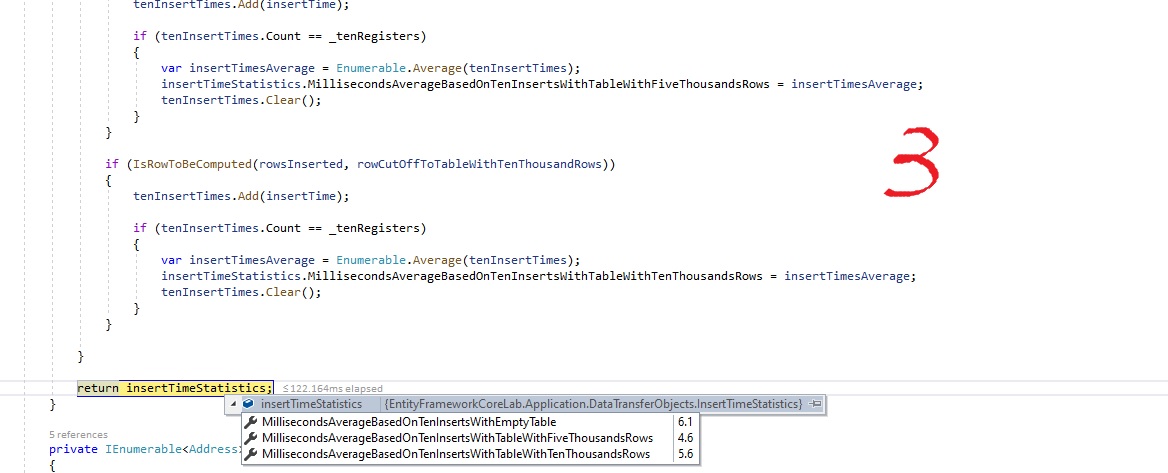 tenInsertTimes.Add(insertTime);
if (tenInsertTimes.Count == _tenRegisters)
{
var insertTimesAverage = Enumerable.Average(tenInsertTimes);
insertTimeStatistics.MillisecondsAverageBasedOnTenInsertsWithTableWithFiveThousandsRows = insertTimesAverage;
tenInsertTimes.Clear();
}
}
3
if (IsRowToBeComputed(rowsInserted, rowCutOffToTableWithTenThousandRows))
{
tenInsertTimes.Add(insertTime);
if (tenInsertTimes.Count == _tenRegisters)
{
var insertTimesAverage = Enumerable.Average(tenInsertTimes);
insertTimeStatistics.MillisecondsAverageBasedOnTenInsertsWithTableWithTenThousandsRows = insertTimesAverage;
tenInsertTimes.Clear();
}
}
}
return insertTimeStatistics; ≤122.164ms elapsed
} insertTimeStatistics {EntityFrameworkCoreLab.Application.DataTransferObjects.InsertTimeStatistics}
MillisecondsAverageBasedOnTenInsertsWithEmptyTable 6.1
5 references MillisecondsAverageBasedOnTenInsertsWithTableWithFiveThousandsRows 4.6
private IEnumerable<Address> MillisecondsAverageBasedOnTenInsertsWithTableWithTenThousandsRows 5.6
{